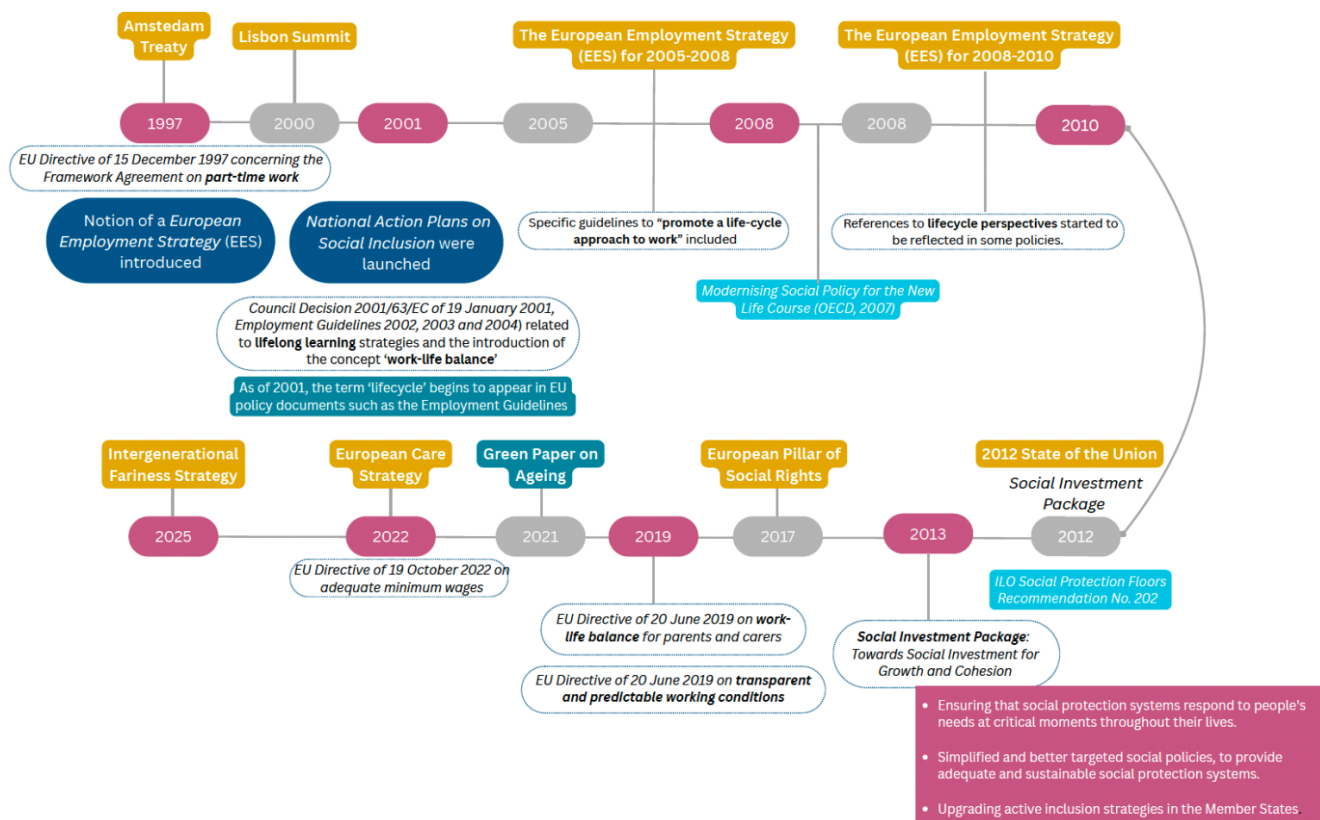 Amstedam
Treaty
Lisbon Summit
The European Employment Strategy
(EES) for 2005-2008
The European Employment Strategy
(EES) for 2008-2010
1997
2000
2001
2005
2008
2008
2010
EU Directive of 15 December 1997 concerning the
Framework Agreement on part-time work
Notion of a European
Employment Strategy (EES)
introduced
National Action Plans on
Social Inclusion were
launched
Specific guidelines to “promote a life-cycle
approach to work” included
References to lifecycle perspectives started to
be reflected in some policies.
Modernising Social Policy for the New
Life Course (OECD, 2007)
Council Decision 2001/63/EC of 19 January 2001,
Employment Guidelines 2002, 2003 and 2004) related
to lifelong learning strategies and the introduction of
the concept ‘work-life balance’
As of 2001, the term ‘lifecycle’ begins to appear in EU
policy documents such as the Employment Guidelines
Intergenerational
Fariness Strategy
European Care
Strategy
Green Paper on
Ageing
European Pillar of
Social Rights
2012 State of the Union
Social Investment
Package
2025
2022
2021
2019
2017
2013
2012
EU Directive of 19 October 2022 on
adequate minimum wages
ILO Social Protection Floors
Recommendation No. 202
EU Directive of 20 June 2019 on work-
life balance for parents and carers
EU Directive of 20 June 2019 on transparent
and predictable working conditions
Social Investment Package:
Towards Social Investment for
Growth and Cohesion
• Ensuring that social protection systems respond to people's
needs at critical moments throughout their lives.
• Simplified and better targeted social policies, to provide
adequate and sustainable social protection systems.
• Upgrading active inclusion strategies in the Member States.